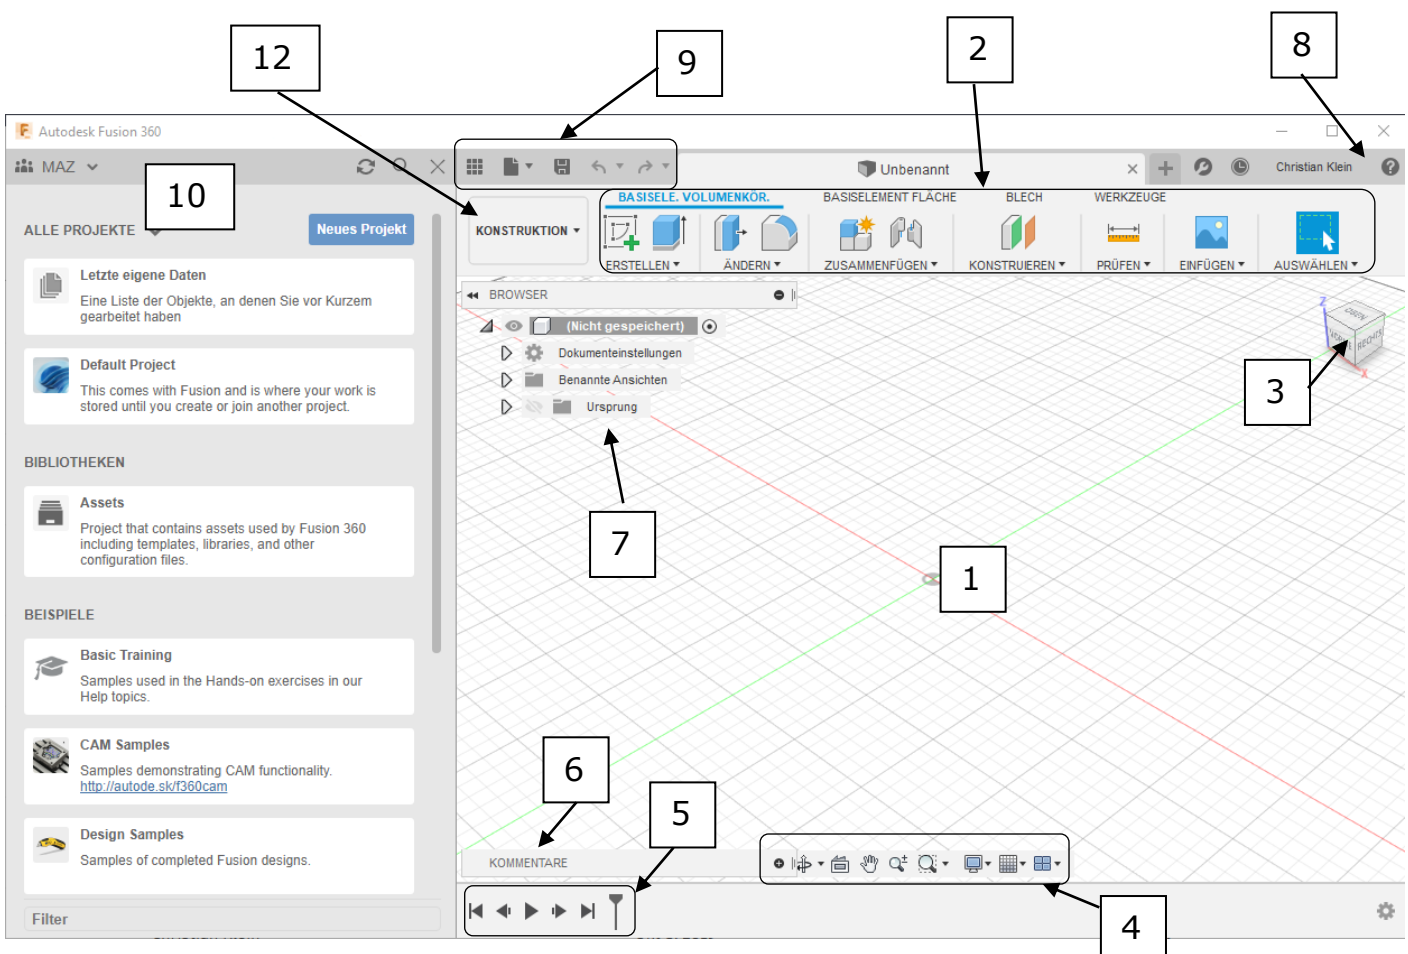 12
9
2
8
Autodesk Fusion 360
MAZ
Unbenannt
Christian Klein
10
ALLE PROJEKTE
Neues Projekt
Letzte eigene Daten
Eine Liste der Objekte, an denen Sie vor Kurzem
gearbeitet haben
Default Project
This comes with Fusion and is where your work is
stored until you create or join another project.
BIBLIOTHEKEN
Assets
Project that contains assets used by Fusion 360
including templates, libraries, and other
configuration files.
BEISPIELE
Basic Training
Samples used in the Hands-on exercises in our
Help topics.
CAM Samples
Samples demonstrating CAM functionality.
http://autode.sk/f360cam
Design Samples
Samples of completed Fusion designs.
Filter
KONSTRUKTION
BASISELE. VOLUMENKÖR.
BASISELEMENT FLÄCHE
BLECH
WERKZEUGE
ERSTELLEN
ÄNDERN
ZUSAMMENFÜGEN
KONSTRUIEREN
PRÜFEN
EINFÜGEN
AUSWÄHLEN
BROWSER
(Nicht gespeichert)
Dokumenteinstellungen
Benannte Ansichten
Ursprung
Z
OBEN
RECHTS
X
3
7
1
6
5
KOMMENTARE
4